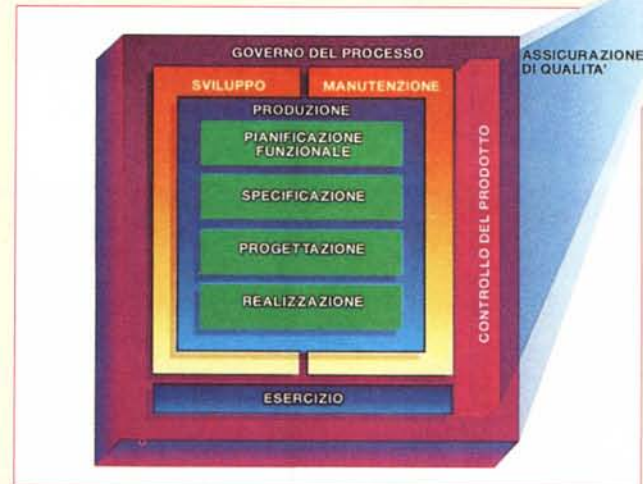 GOVERNO DEL PROCESSO
ASSICURAZIONE
DI QUALITA'
SVILUPPO
MANUTENZIONE
PRODUZIONE
PIANIFICAZIONE
FUNZIONALE
SPECIFICAZIONE
PROGETTAZIONE
REALIZZAZIONE
CONTROLLO DEL PRODOTTO
ESERCIZIO